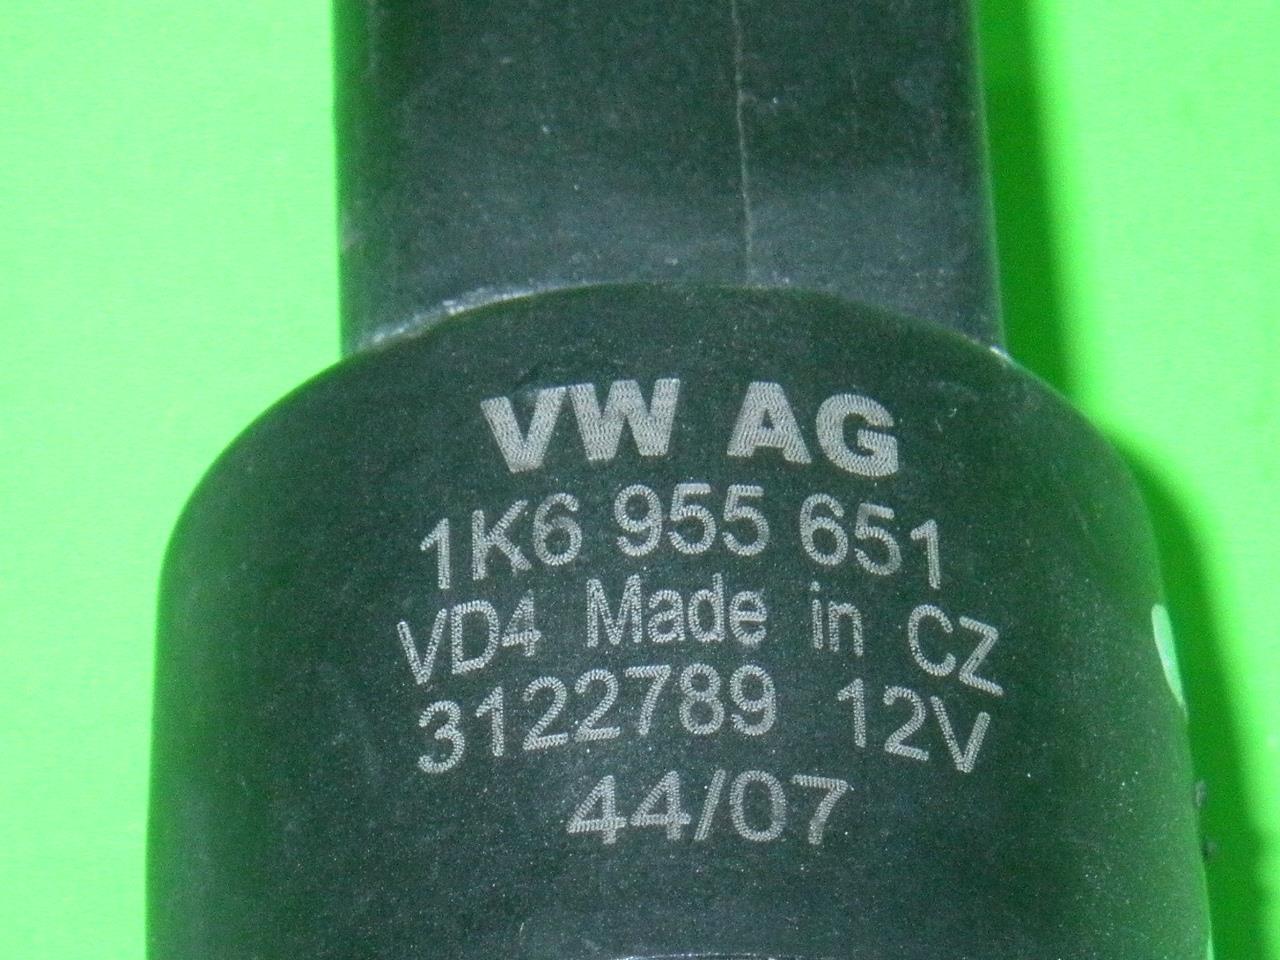 VW AG
1K6 955 651
VD4 Made in CZ
3122789 12V
44/07